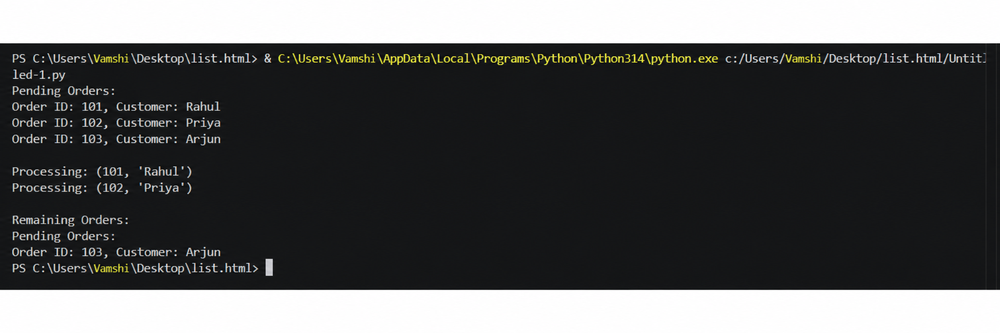 PS C:\Users\Vamshi\Desktop\list.html> & C:\Users\Vamshi\AppData\Local\Programs\Python\Python314\python.exe c:/Users/Vamshi/Desktop/list.html/Untitl
led-1.py
Pending Orders:
Order ID: 101, Customer: Rahul
Order ID: 102, Customer: Priya
Order ID: 103, Customer: Arjun
Processing: (101, 'Rahul')
Processing: (102, 'Priya')
Remaining Orders:
Pending Orders:
Order ID: 103, Customer: Arjun
PS C:\Users\Vamshi\Desktop\list.html>